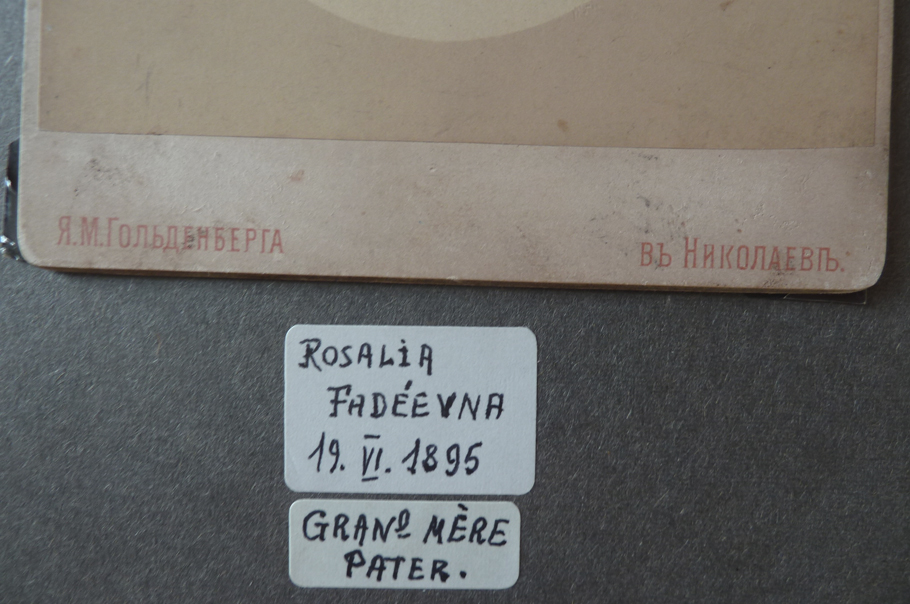 Я.М.ГОЛЬДЕНБЕРГА
ВЪ НИКОЛАЕВѢ.
ROSALIA
FADÉEVNA
19. VI. 1895
GRANd MÈRE
PATER.